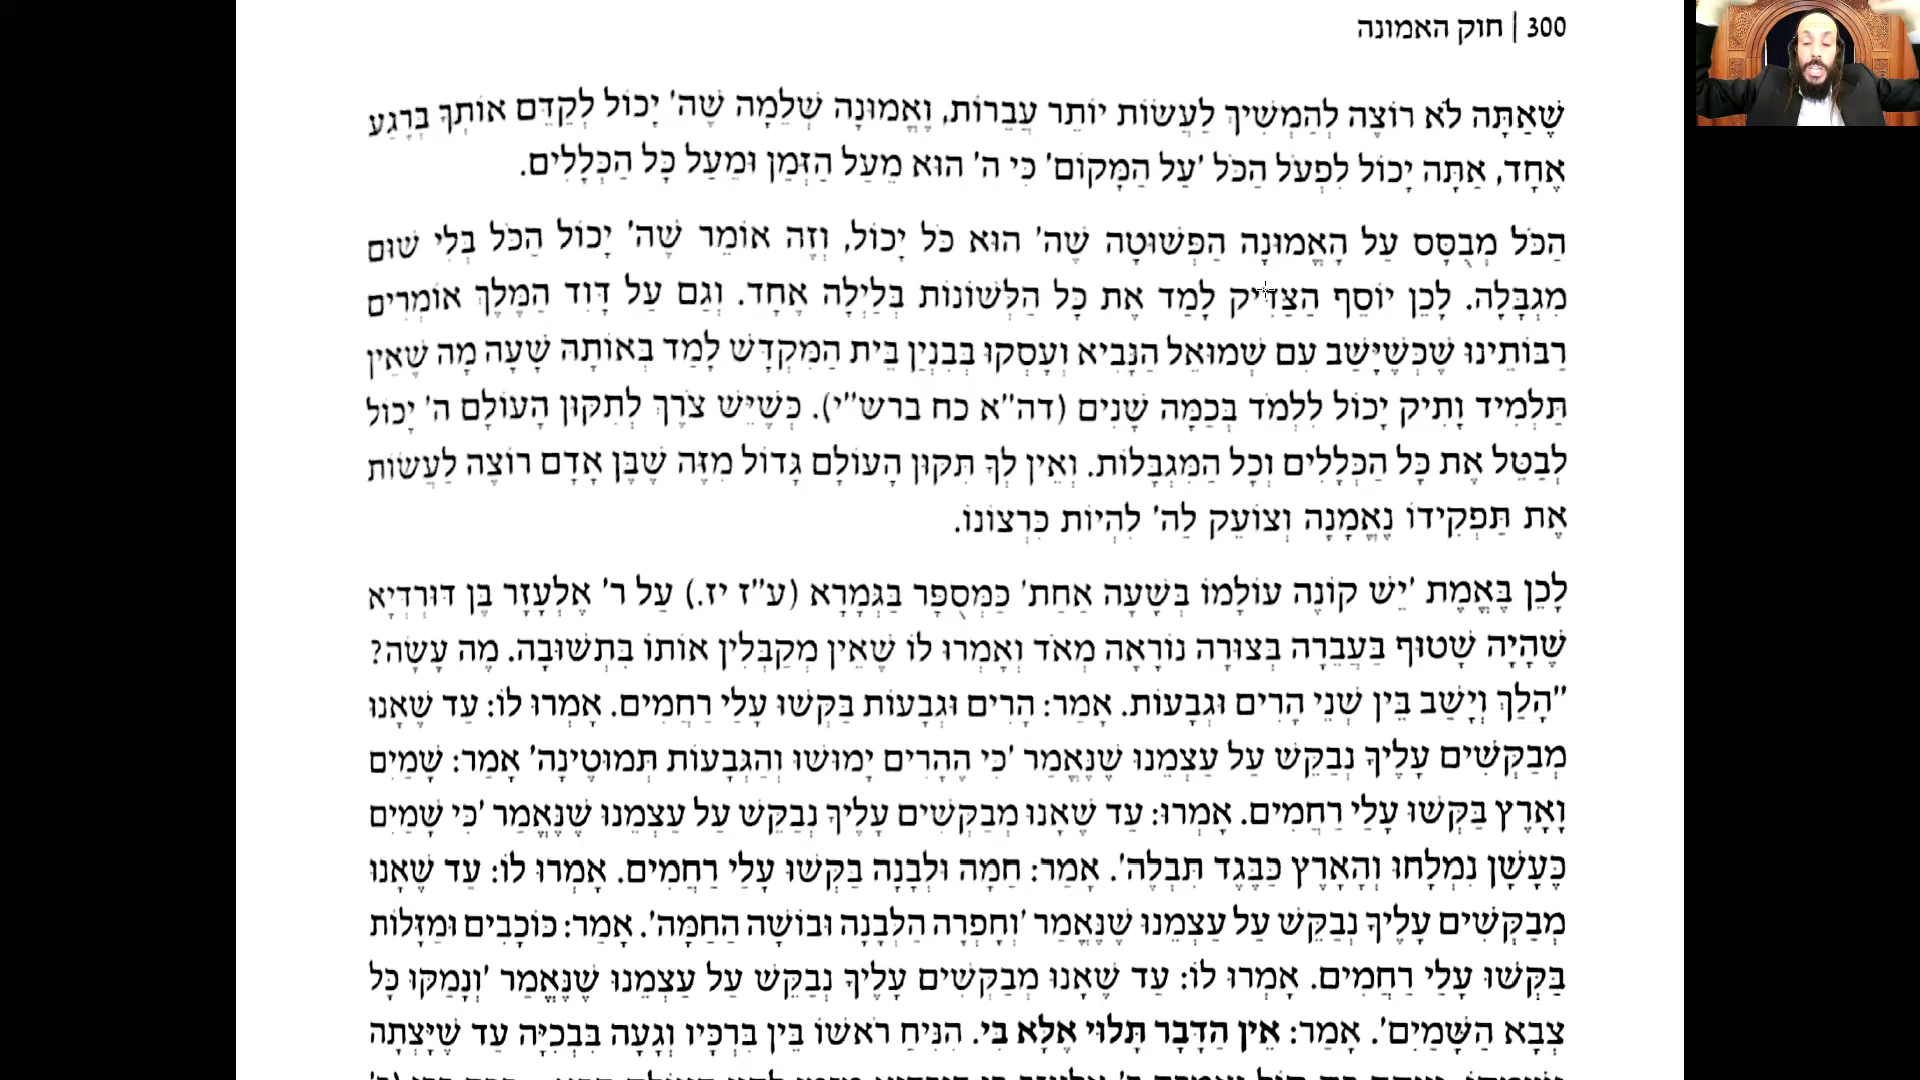 300 | חוק האמונה
שֶׁאַתָּה לֹא רוֹצֶה לְהַמְשִׁיךְ לַעֲשׂוֹת יוֹתֵר עֲבֵרוֹת, וֶאֱמוּנָה שְׁלֵמָה שֶׁה' יָכוֹל לְקַדֵּם אוֹתְךָ בְּרֶגַע
אֶחָד, אַתָּה יָכוֹל לִפְעֹל הַכֹּל 'עַל הַמָּקוֹם' כִּי ה' הוּא מֵעַל הַזְּמַן וּמֵעַל כָּל הַכְּלָלִים.
הַכֹּל מְבֻסָּס עַל הָאֱמוּנָה הַפְּשׁוּטָה שֶׁה' הוּא כֹּל יָכוֹל, וְזֶה אוֹמֵר שֶׁה' יָכוֹל הַכֹּל בְּלִי שׁוּם
מִגְבָּלָה. לָכֵן יוֹסֵף הַצַּדִּיק לָמַד אֶת כָּל הַלְּשׁוֹנוֹת בְּלַיְלָה אֶחָד. וְגַם עַל דָּוִד הַמֶּלֶךְ אוֹמְרִים
רַבּוֹתֵינוּ שֶׁכְּשֶׁיָּשַׁב עִם שְׁמוּאֵל הַנָּבִיא וְעָסְקוּ בְּבִנְיַן בֵּית הַמִּקְדָּשׁ לָמַד בְּאוֹתָהּ שָׁעָה מַה שֶּׁאֵין
תַּלְמִיד וָתִיק יָכוֹל לִלְמֹד בְּכַמָּה שָׁנִים (דה"א כח ברש"י). כְּשֶׁיֵּשׁ צֹרֶךְ לְתִקּוּן הָעוֹלָם ה' יָכוֹל
לְבַטֵּל אֶת כָּל הַכְּלָלִים וְכָל הַמִּגְבָּלוֹת. וְאֵין לְךָ תִּקּוּן הָעוֹלָם גָּדוֹל מִזֶּה שֶׁבֶּן אָדָם רוֹצֶה לַעֲשׂוֹת
אֶת תַּפְקִידוֹ נֶאֱמָנָה וְצוֹעֵק לַה' לִהְיוֹת כִּרְצוֹנוֹ.
לָכֵן בֶּאֱמֶת 'יֵשׁ קוֹנֶה עוֹלָמוֹ בְּשָׁעָה אַחַת' כַּמְּסֻפָּר בַּגְּמָרָא (ע"ז יז.) עַל ר' אֶלְעָזָר בֶּן דּוּרְדְּיָא
שֶׁהָיָה שָׁטוּף בַּעֲבֵרָה בְּצוּרָה נוֹרָאָה מְאֹד וְאָמְרוּ לוֹ שֶׁאֵין מְקַבְּלִין אוֹתוֹ בִּתְשׁוּבָה. מֶה עָשָׂה?
"הָלַךְ וְיָשַׁב בֵּין שְׁנֵי הָרִים וּגְבָעוֹת. אָמַר: הָרִים וּגְבָעוֹת בַּקְּשׁוּ עָלַי רַחֲמִים. אָמְרוּ לוֹ: עַד שֶׁאָנוּ
מְבַקְּשִׁים עָלֶיךָ נְבַקֵּשׁ עַל עַצְמֵנוּ שֶׁנֶּאֱמַר 'כִּי הֶהָרִים יָמוּשׁוּ וְהַגְּבָעוֹת תְּמוּטֶינָה' אָמַר: שָׁמַיִם
וָאָרֶץ בַּקְּשׁוּ עָלַי רַחֲמִים. אָמְרוּ: עַד שֶׁאָנוּ מְבַקְּשִׁים עָלֶיךָ נְבַקֵּשׁ עַל עַצְמֵנוּ שֶׁנֶּאֱמַר 'כִּי שָׁמַיִם
כֶּעָשָׁן נִמְלָחוּ וְהָאָרֶץ כַּבֶּגֶד תִּבְלֶה'. אָמַר: חַמָּה וּלְבָנָה בַּקְּשׁוּ עָלַי רַחֲמִים. אָמְרוּ לוֹ: עַד שֶׁאָנוּ
מְבַקְּשִׁים עָלֶיךָ נְבַקֵּשׁ עַל עַצְמֵנוּ שֶׁנֶּאֱמַר 'וְחָפְרָה הַלְּבָנָה וּבוֹשָׁה הַחַמָּה'. אָמַר: כּוֹכָבִים וּמַזָּלוֹת
בַּקְּשׁוּ עָלַי רַחֲמִים. אָמְרוּ לוֹ: עַד שֶׁאָנוּ מְבַקְּשִׁים עָלֶיךָ נְבַקֵּשׁ עַל עַצְמֵנוּ שֶׁנֶּאֱמַר 'וְנָמַקּוּ כָּל
צְבָא הַשָּׁמַיִם'. אָמַר: אֵין הַדָּבָר תָּלוּי אֶלָּא בִּי. הִנִּיחַ רֹאשׁוֹ בֵּין בִּרְכָּיו וְגָעָה בִּבְכִיָּה עַד שֶׁיָּצְתָה